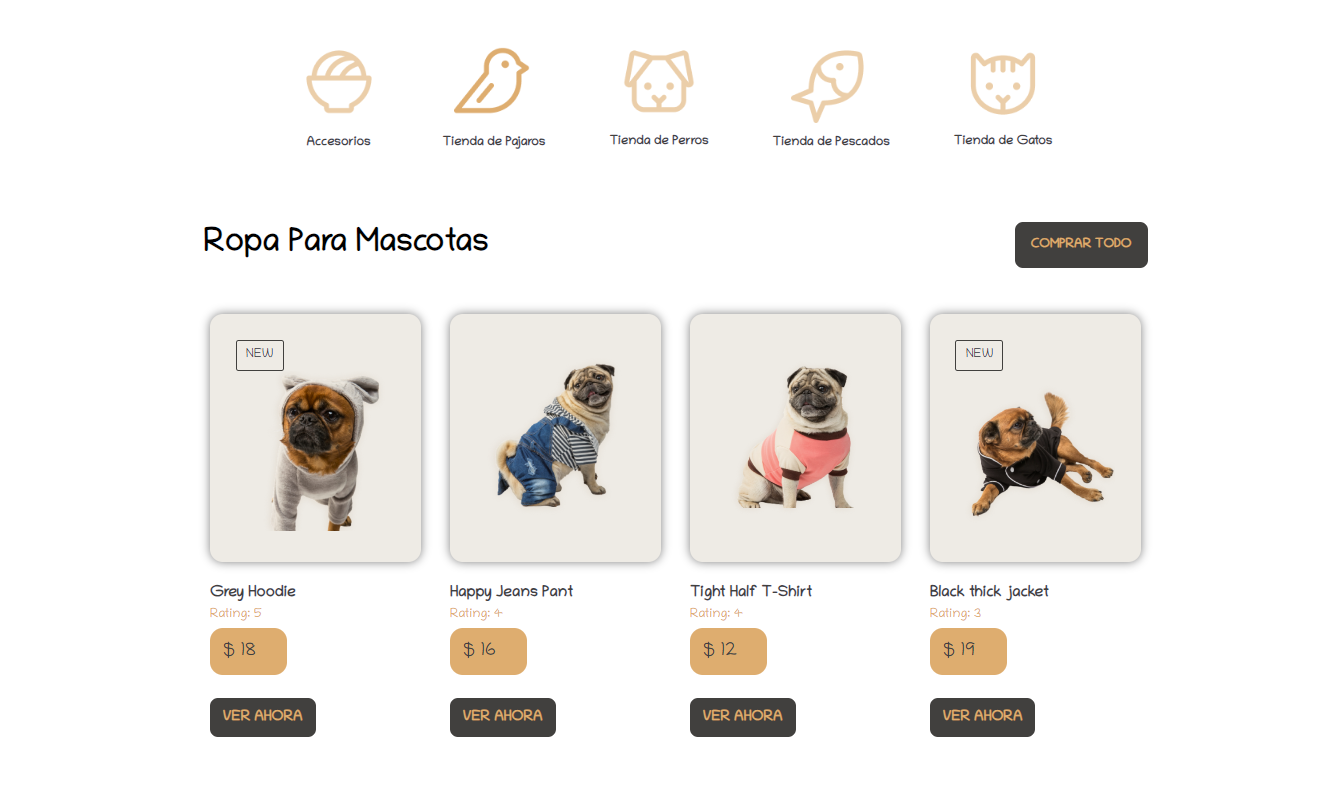 Accesorios
Tienda de Pajaros
Tienda de Perros
Tienda de Pescados
Tienda de Gatos
Ropa Para Mascotas
COMPRAR TODO
NEW
NEW
Grey Hoodie
Rating: 5
$ 18
VER AHORA
Happy Jeans Pant
Rating: 4
$ 16
VER AHORA
Tight Half T-Shirt
Rating: 4
$ 12
VER AHORA
Black thick jacket
Rating: 3
$ 19
VER AHORA